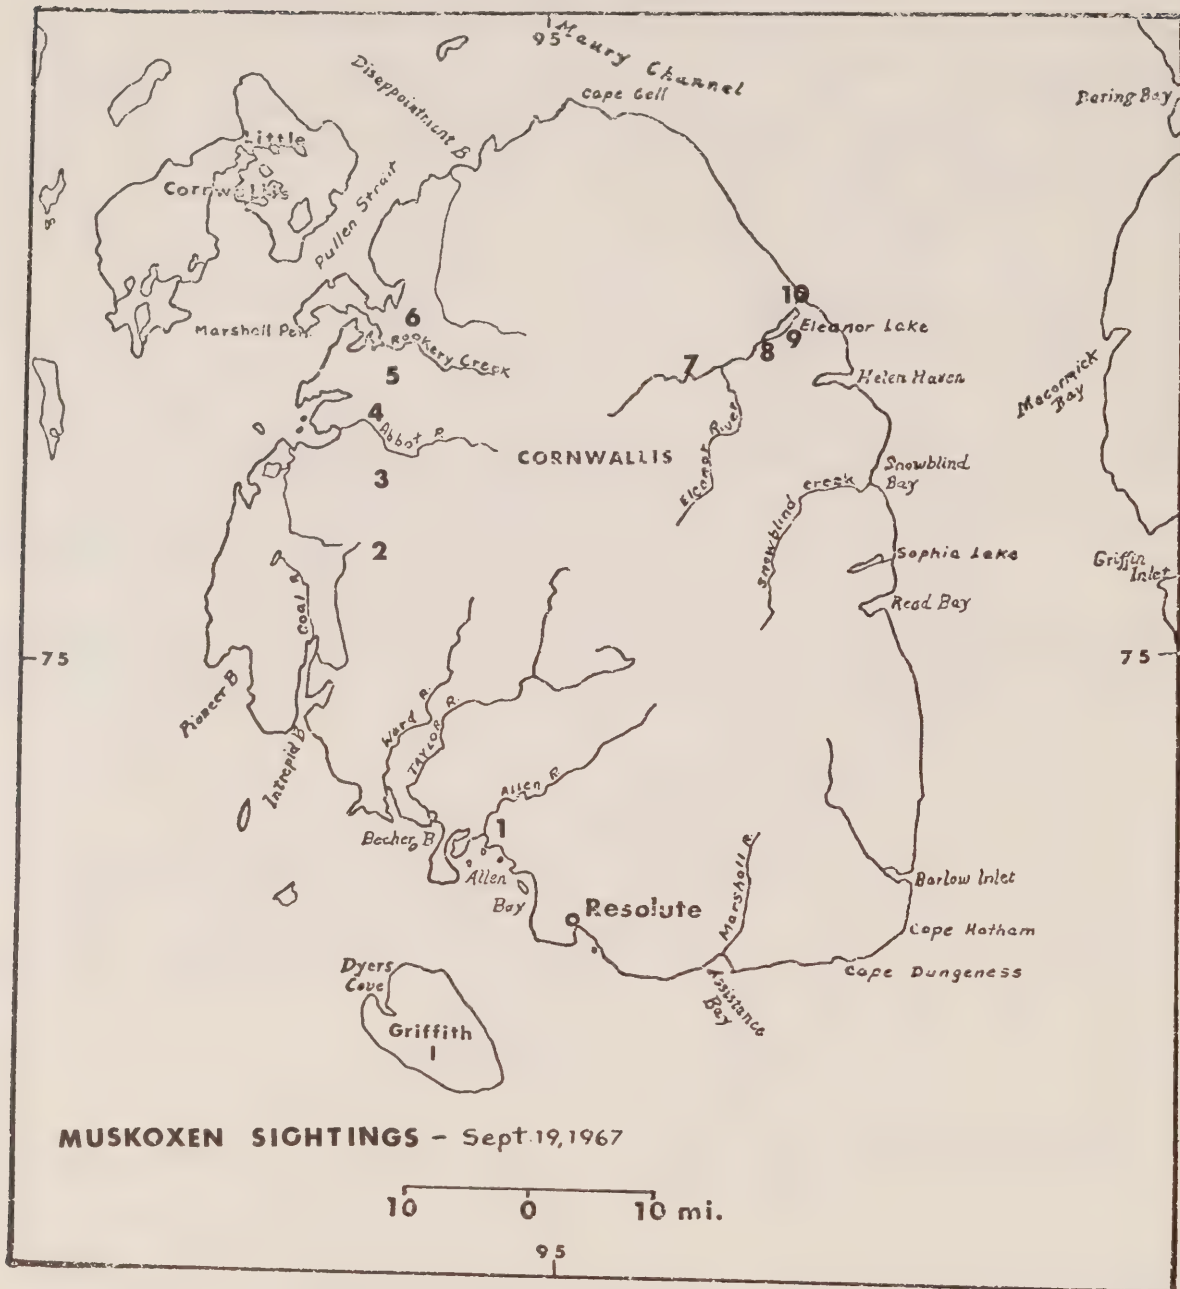 95
Maury Channel
Cape Gell
Disappointment B
Daring Bay
Little
Cornwallis
Pullen Strait
10
Marshall Pen.
6
Rookery Creek
Eleanor Lake
8
9
7
5
Helen Haven
Macormick
Bay
4
Abbot R.
CORNWALLIS
Eleanor River
3
Snowblind
Bay
Snowblind creek
2
Sophia Lake
Griffin
Inlet
Coal R.
Read Bay
75
75
Pioneer B
Intrepid B
Ward R.
TAYLOR R.
Allen R.
1
Becher B
Allen
Bay
Resolute
Marshall R.
Barlow Inlet
Cape Hotham
Cape Dungeness
Assistance
Bay
Dyers
Cove
Griffith
I
MUSKOXEN SIGHTINGS – Sept.19,1967
10 0 10 mi.
95